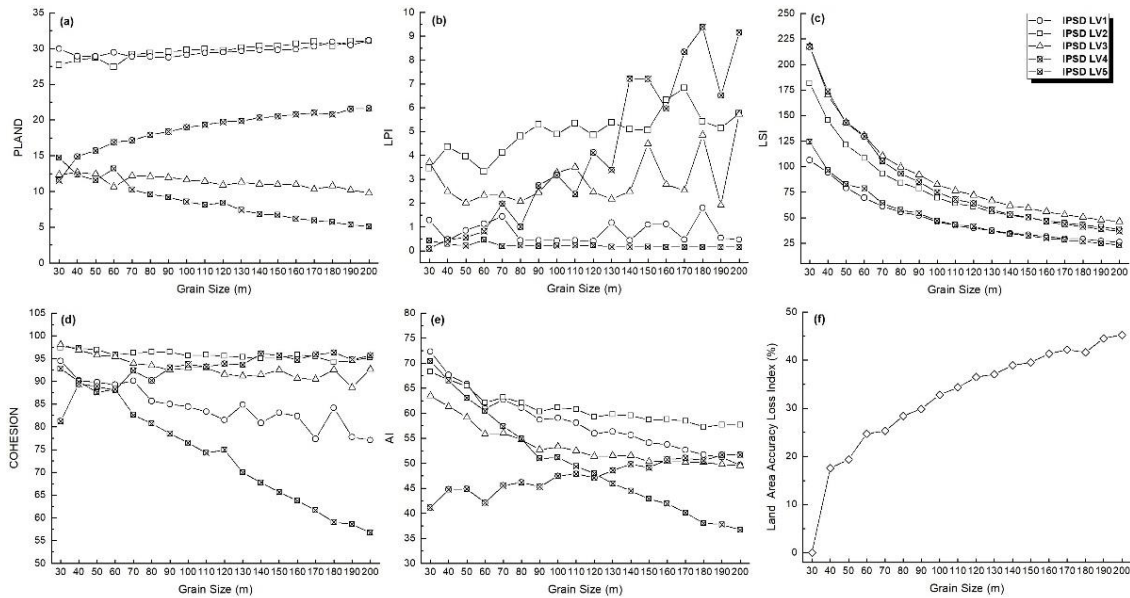 (a)
PLAND
35
30
25
20
15
10
5
0
30 40 50 60 70 80 90 100 110 120 130 140 150 160 170 180 190 200
Grain Size (m)
(b)
LPI
10
9
8
7
6
5
4
3
2
1
0
30 40 50 60 70 80 90 100 110 120 130 140 150 160 170 180 190 200
Grain Size (m)
(c)
LSI
250
225
200
175
150
125
100
75
50
25
30 40 50 60 70 80 90 100 110 120 130 140 150 160 170 180 190 200
Grain Size (m)
IPSD LV1
IPSD LV2
IPSD LV3
IPSD LV4
IPSD LV5
(d)
COHESION
105
100
95
90
85
80
75
70
65
60
55
50
30 40 50 60 70 80 90 100 110 120 130 140 150 160 170 180 190 200
Grain Size (m)
(e)
AI
80
75
70
65
60
55
50
45
40
35
30
30 40 50 60 70 80 90 100 110 120 130 140 150 160 170 180 190 200
Grain Size (m)
(f)
Land Area Accuracy Loss Index (%)
50
40
30
20
10
0
30 40 50 60 70 80 90 100 110 120 130 140 150 160 170 180 190 200
Grain Size (m)